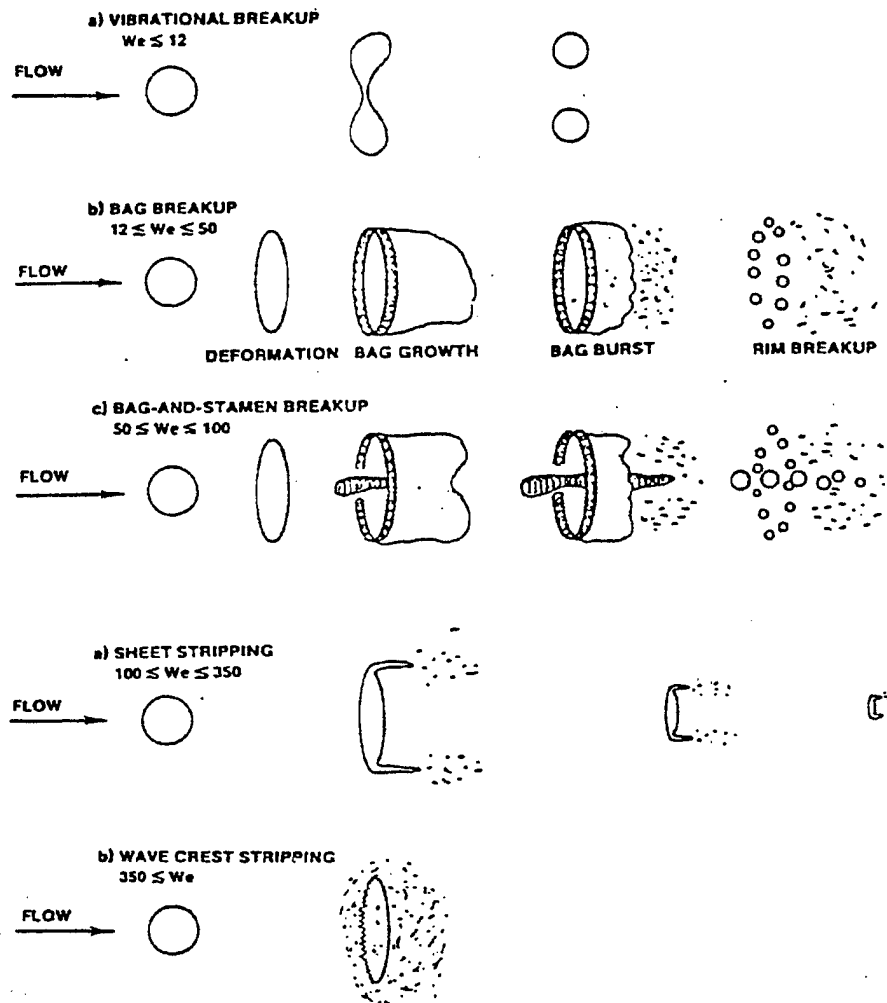 a) VIBRATIONAL BREAKUP
We ≤ 12
FLOW
b) BAG BREAKUP
12 ≤ We ≤ 50
FLOW
DEFORMATION BAG GROWTH BAG BURST RIM BREAKUP
c) BAG-AND-STAMEN BREAKUP
50 ≤ We ≤ 100
FLOW
a) SHEET STRIPPING
100 ≤ We ≤ 350
FLOW
b) WAVE CREST STRIPPING
350 ≤ We
FLOW